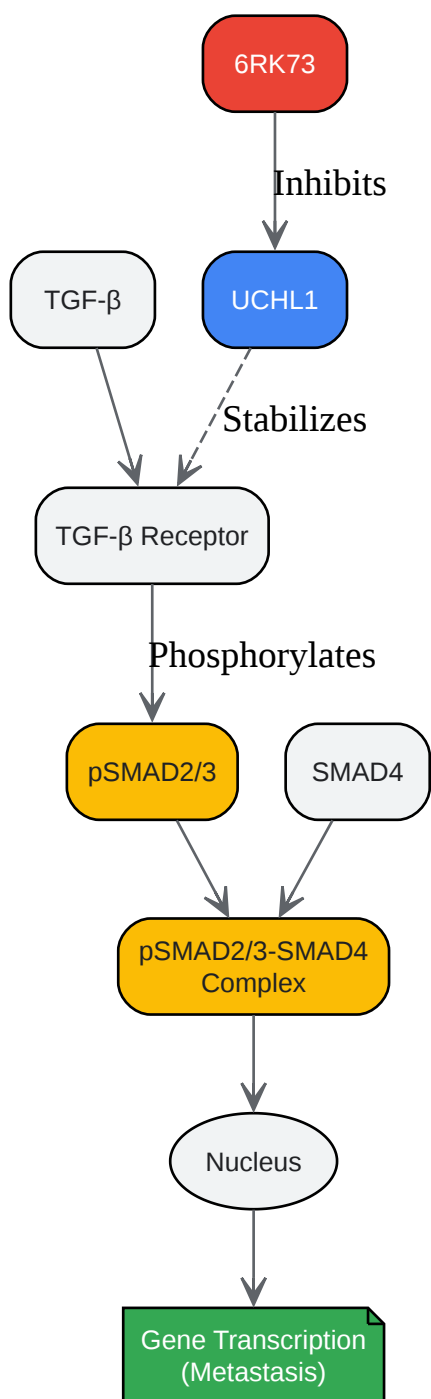 6RK73
Inhibits
TGF-β
UCHL1
Stabilizes
TGF-β Receptor
Phosphorylates
pSMAD2/3
SMAD4
pSMAD2/3-SMAD4
Complex
Nucleus
Gene Transcription
(Metastasis)